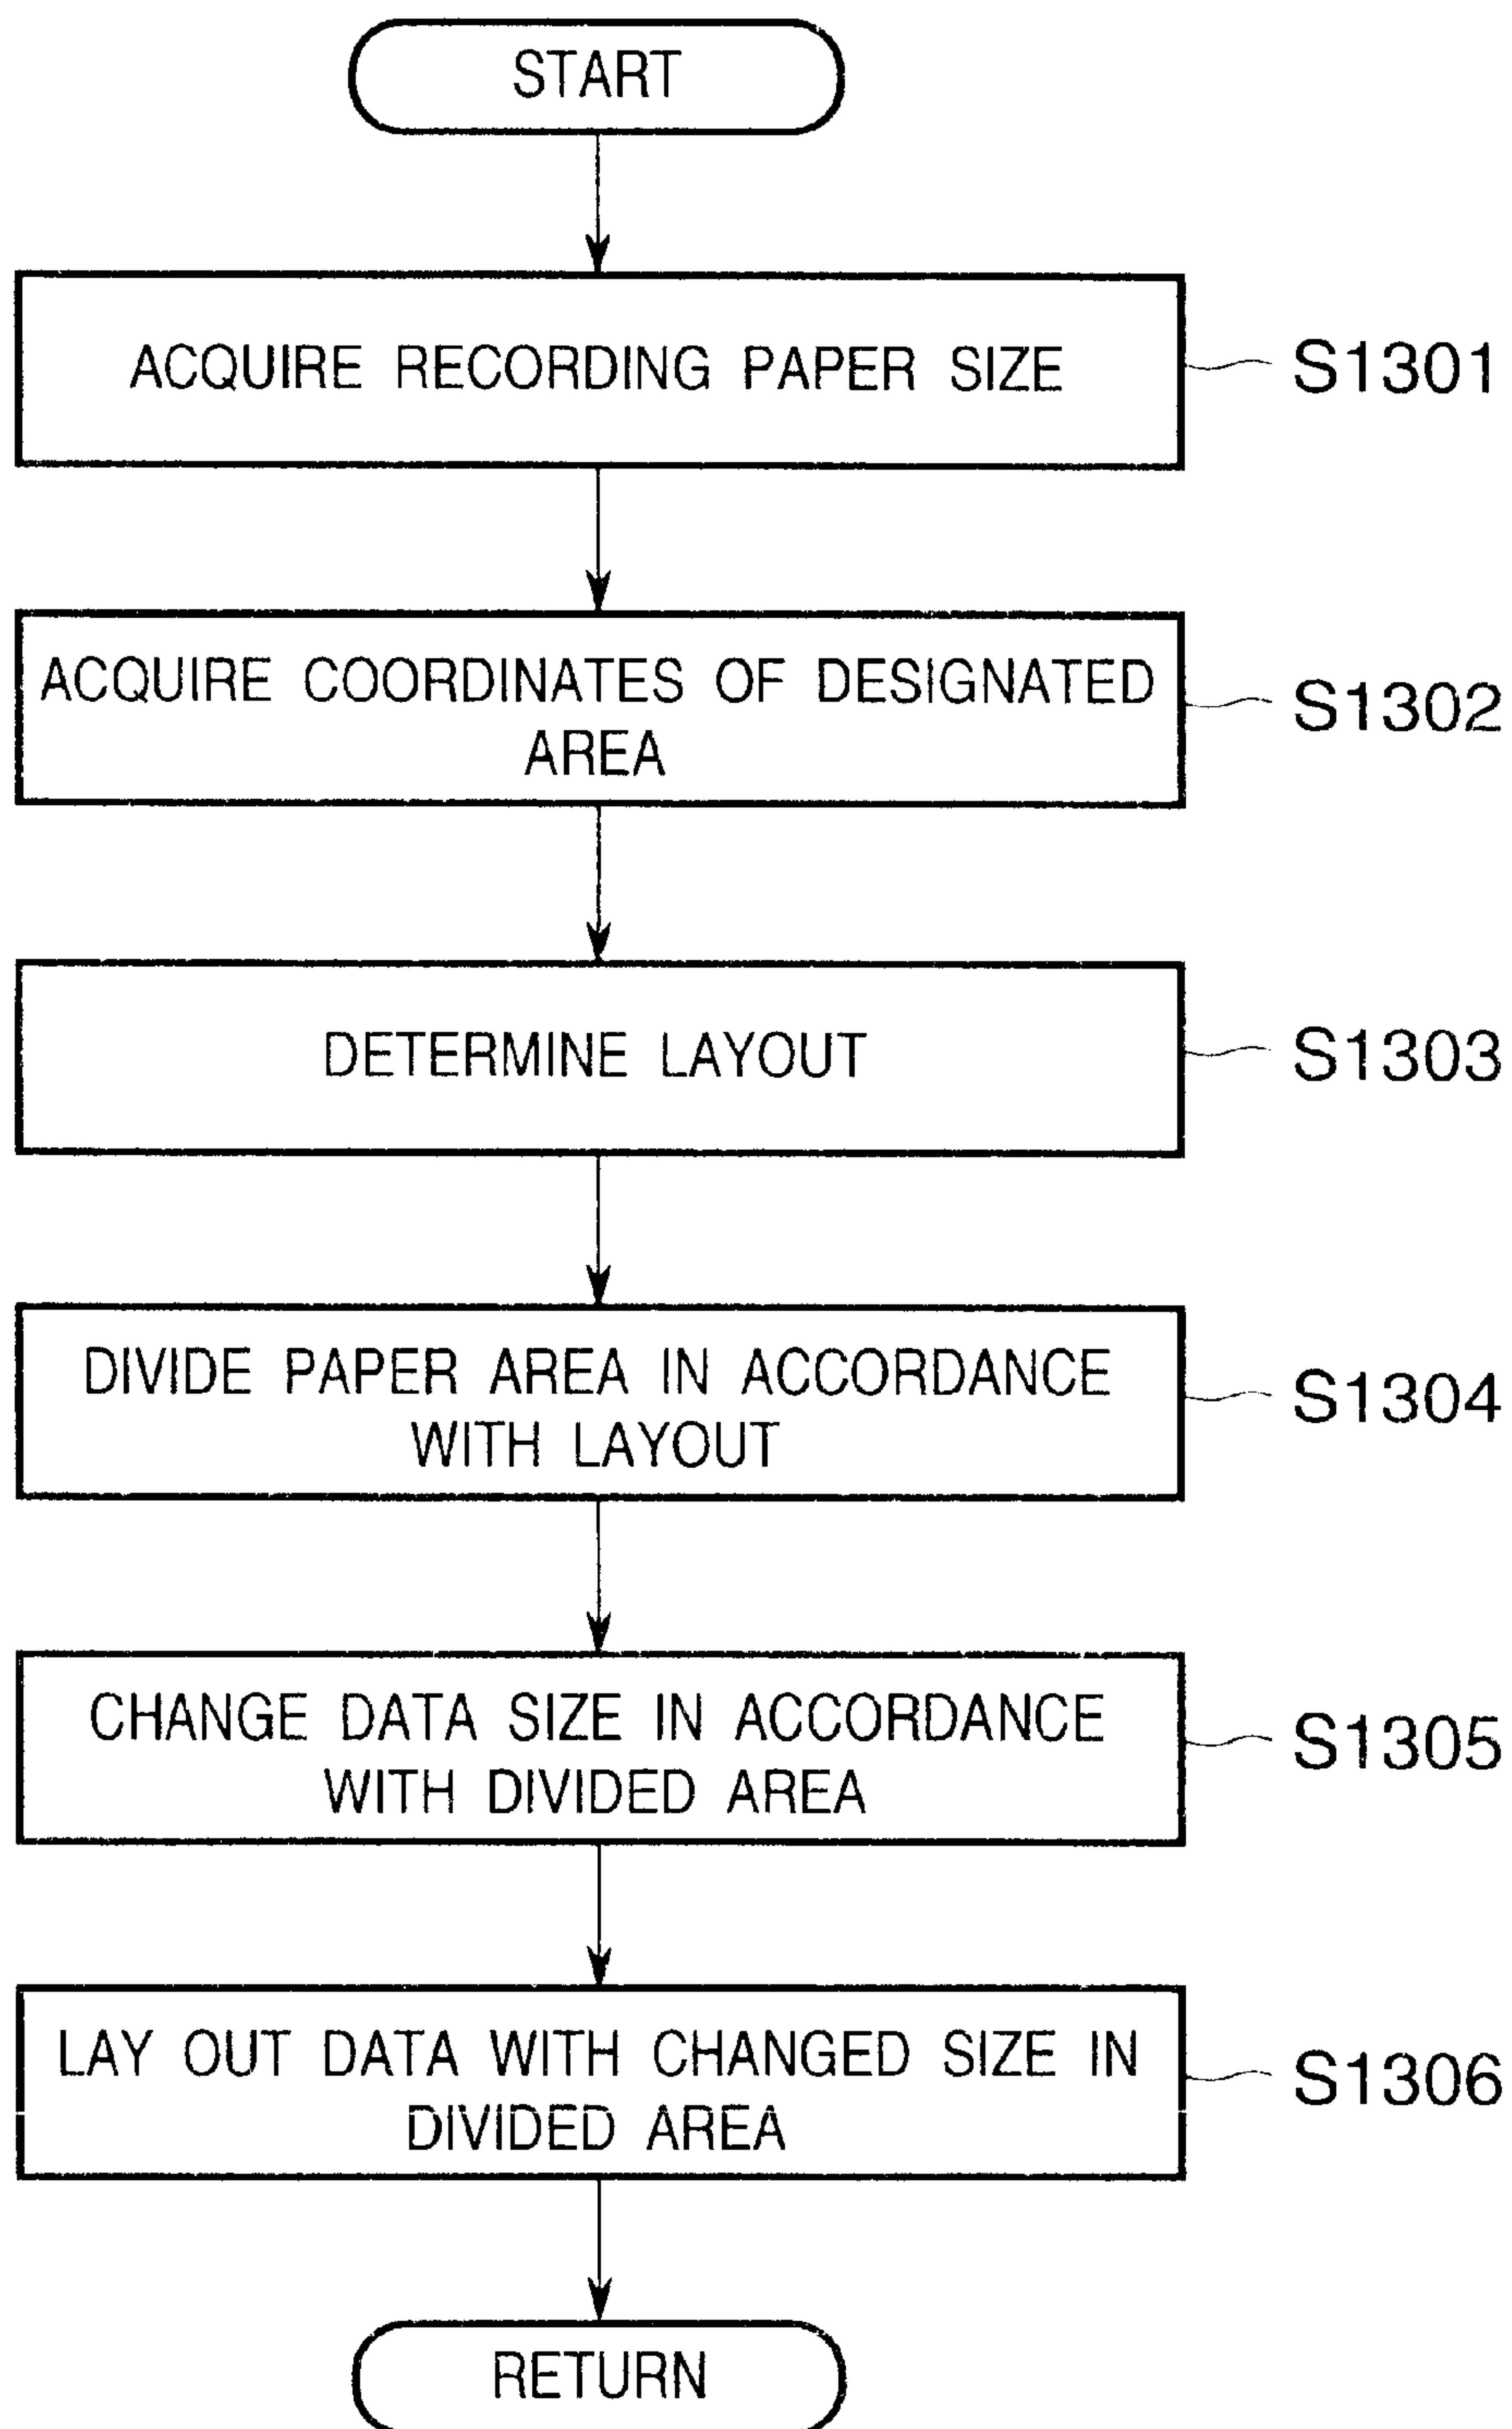 START
ACQUIRE RECORDING PAPER SIZE
S1301
ACQUIRE COORDINATES OF DESIGNATED
AREA
S1302
DETERMINE LAYOUT
S1303
DIVIDE PAPER AREA IN ACCORDANCE
WITH LAYOUT
S1304
CHANGE DATA SIZE IN ACCORDANCE
WITH DIVIDED AREA
S1305
LAY OUT DATA WITH CHANGED SIZE IN
DIVIDED AREA
S1306
RETURN